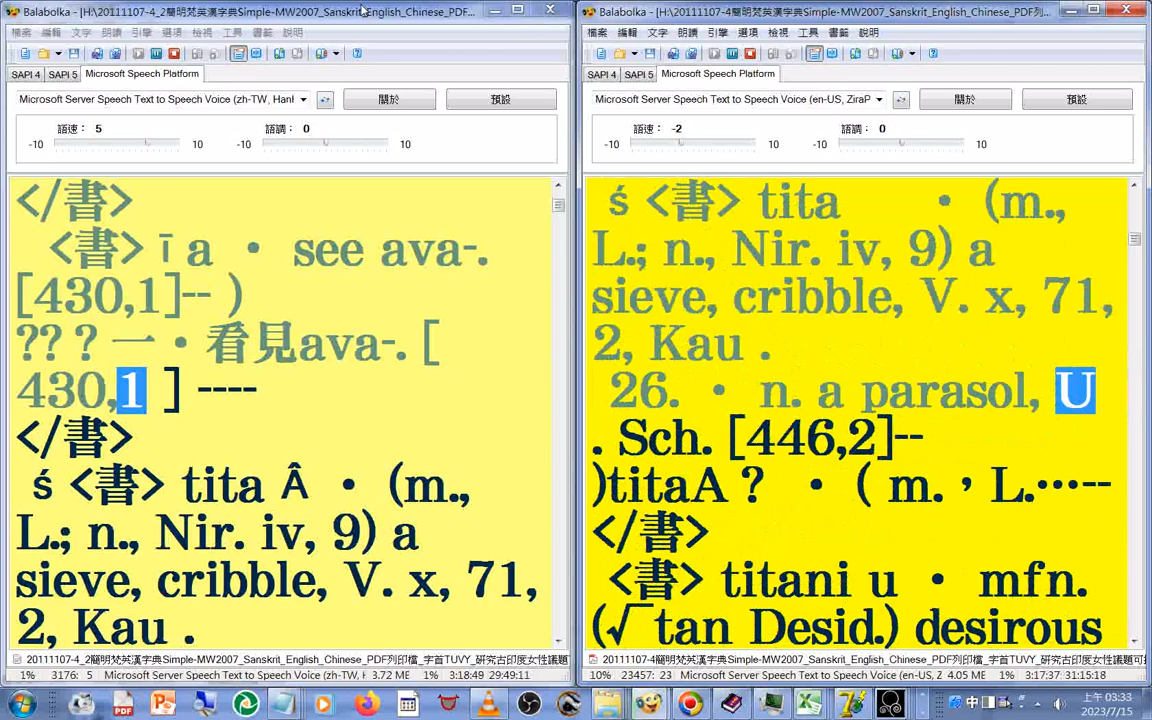 Balabolka - [H:\20111107-4_2簡明梵英漢字典Simple-MW2007_Sanskrit_English_Chinese_PDF...
檔案 編輯 文字 朗讀 引擎 選項 檢視 工具 書籤 說明
SAPI 4 SAPI 5 Microsoft Speech Platform
Microsoft Server Speech Text to Speech Voice (zh-TW, Hanl
關於
預設
語速： 5 語調： 0
-10 10 -10 10
</書>
<書> ī a • see ava-.
[430,1]-- )
?? ? 一 • 看見ava-. [
430,1 ] ----
</書>
ś <書> tita Â • (m.,
L.; n., Nir. iv, 9) a
sieve, cribble, V. x, 71,
2, Kau .
20111107-4_2簡明梵英漢字典Simple-MW2007_Sanskrit_English_Chinese_PDF列印檔_字首TUVY_研究古印度女性議題
1% 3176: 5 Microsoft Server Speech Text to Speech Voice (zh-TW, H 3.72 MB 1% 3:18:49 29:49:11
Balabolka - [H:\20111107-4簡明梵英漢字典Simple-MW2007_Sanskrit_English_Chinese_PDF列...
檔案 編輯 文字 朗讀 引擎 選項 檢視 工具 書籤 說明
SAPI 4 SAPI 5 Microsoft Speech Platform
Microsoft Server Speech Text to Speech Voice (en-US, ZiraP
關於
預設
語速： -2 語調： 0
-10 10 -10 10
ś <書> tita • (m.,
L.; n., Nir. iv, 9) a
sieve, cribble, V. x, 71,
2, Kau .
26. • n. a parasol, U
. Sch. [446,2]--
)titaA ? • ( m. , L.…--
</書>
<書> titani u • mfn.
(√ tan Desid.) desirous
20111107-4簡明梵英漢字典Simple-MW2007_Sanskrit_English_Chinese_PDF列印檔_字首TUVY_研究古印度女性議題可
10% 23457: 23 Microsoft Server Speech Text to Speech Voice (en-US, Z 4.05 MB 1% 3:17:37 31:15:18
中
上午 03:33
2023/7/15